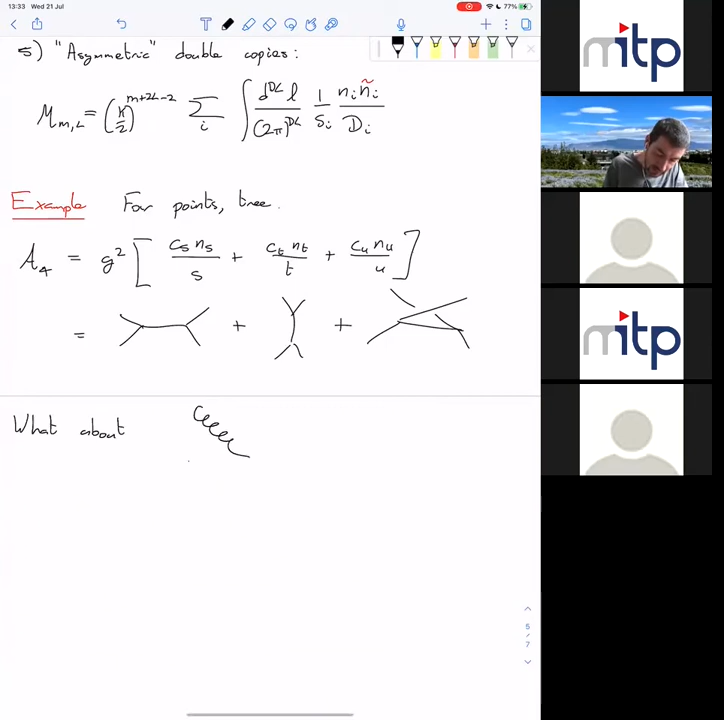 13:33 Wed 21 Jul
77%
5) "Asymmetric" double copies:
M_{m,L} = (κ/2)^{m+2L-2} ∑_i ∫ d^{DL}l/(2π)^{DL} 1/S_i n_i ñ_i/D_i
Example For points, tree.
A_4 = g^2 [ c_s n_s/s + c_t n_t/t + c_u n_u/u ]
= + +
What about
5/7
mitp
mitp